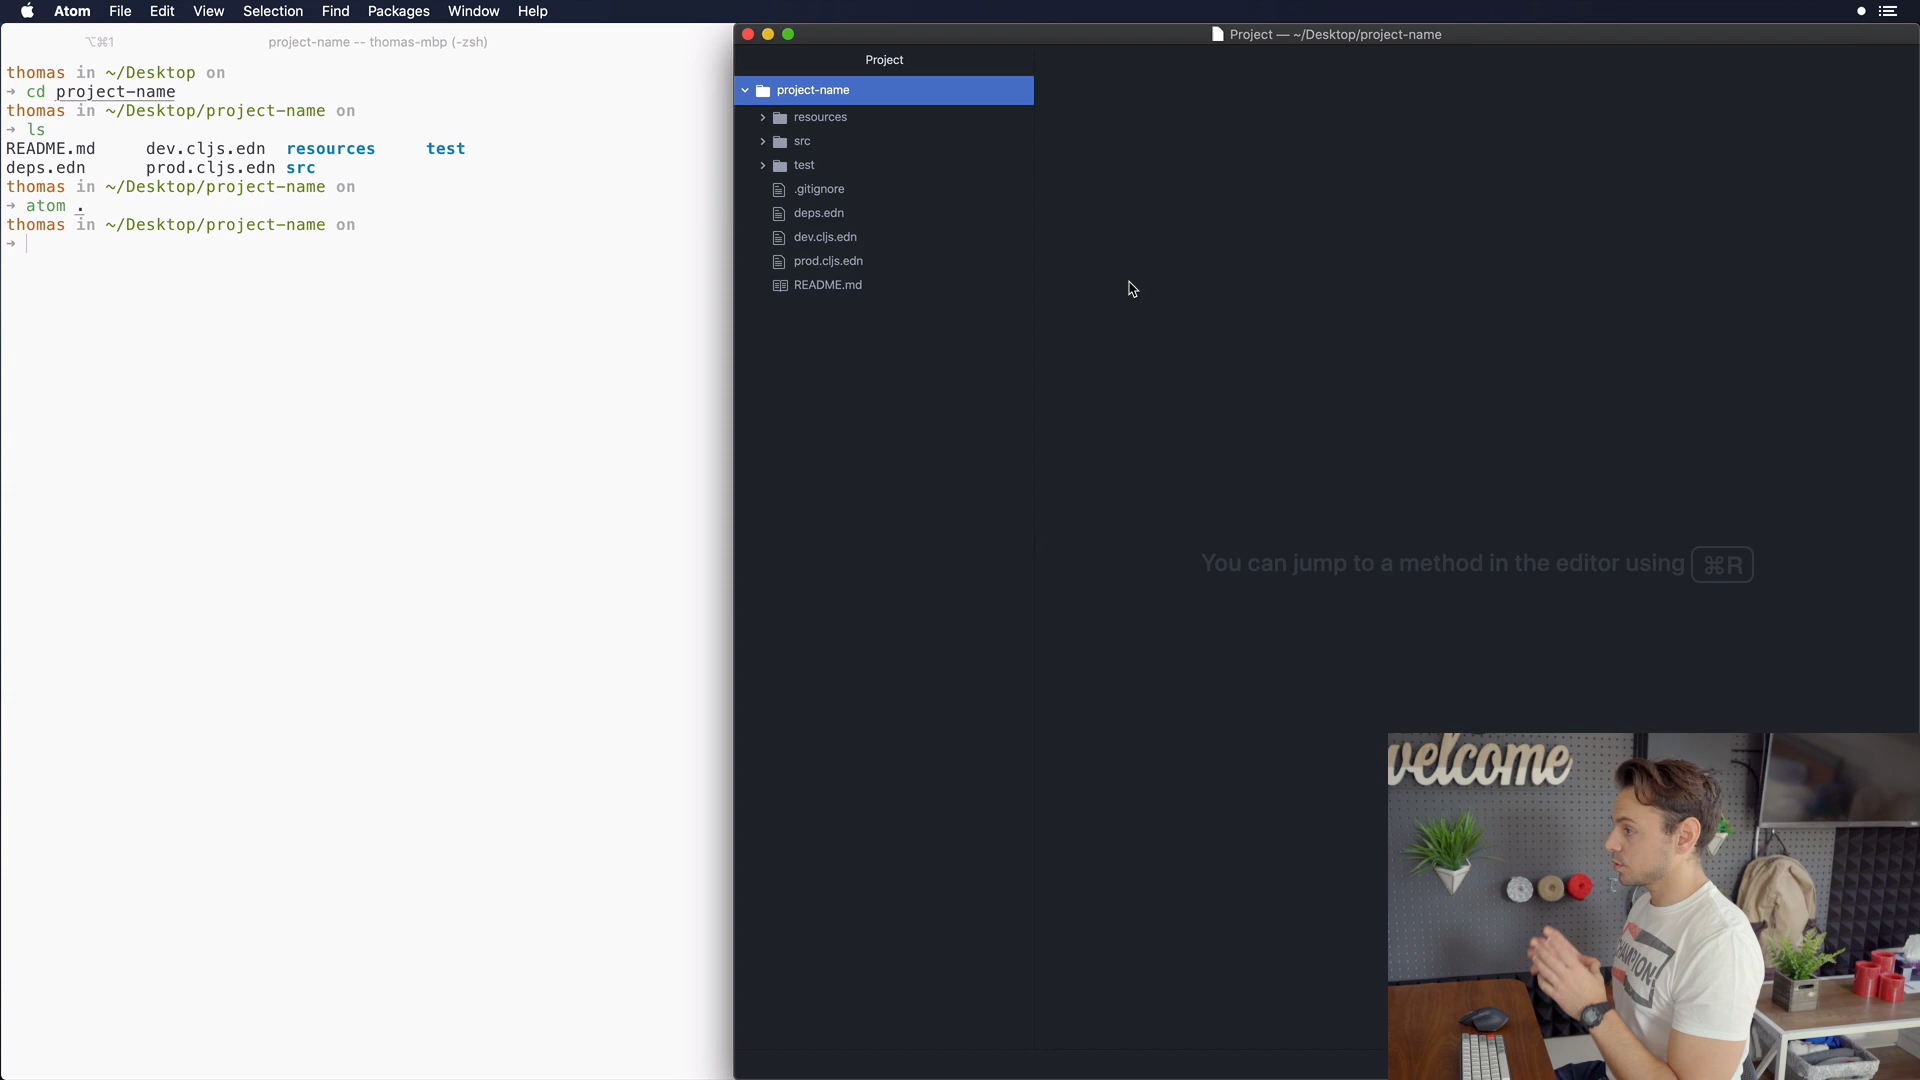 Atom File Edit View Selection Find Packages Window Help
⌥⌘1 project-name -- thomas-mbp (-zsh)
thomas in ~/Desktop on
→ cd project-name
thomas in ~/Desktop/project-name on
→ ls
README.md dev.cljs.edn resources test
deps.edn prod.cljs.edn src
thomas in ~/Desktop/project-name on
→ atom .
thomas in ~/Desktop/project-name on
→
Project — ~/Desktop/project-name
Project
project-name
resources
src
test
.gitignore
deps.edn
dev.cljs.edn
prod.cljs.edn
README.md
You can jump to a method in the editor using ⌘R
welcome
CHAMPION